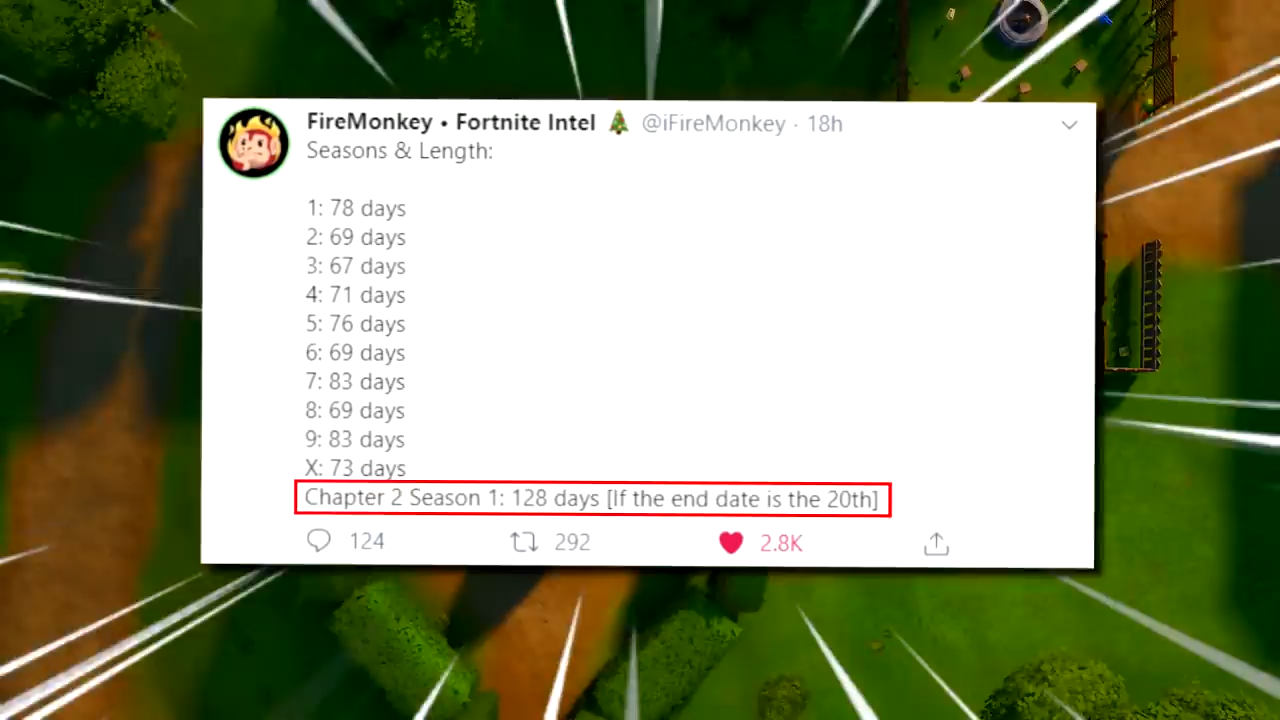 FireMonkey • Fortnite Intel 🎄 @iFireMonkey · 18h
Seasons & Length:
1: 78 days
2: 69 days
3: 67 days
4: 71 days
5: 76 days
6: 69 days
7: 83 days
8: 69 days
9: 83 days
X: 73 days
Chapter 2 Season 1: 128 days [If the end date is the 20th]
124 292 2.8K